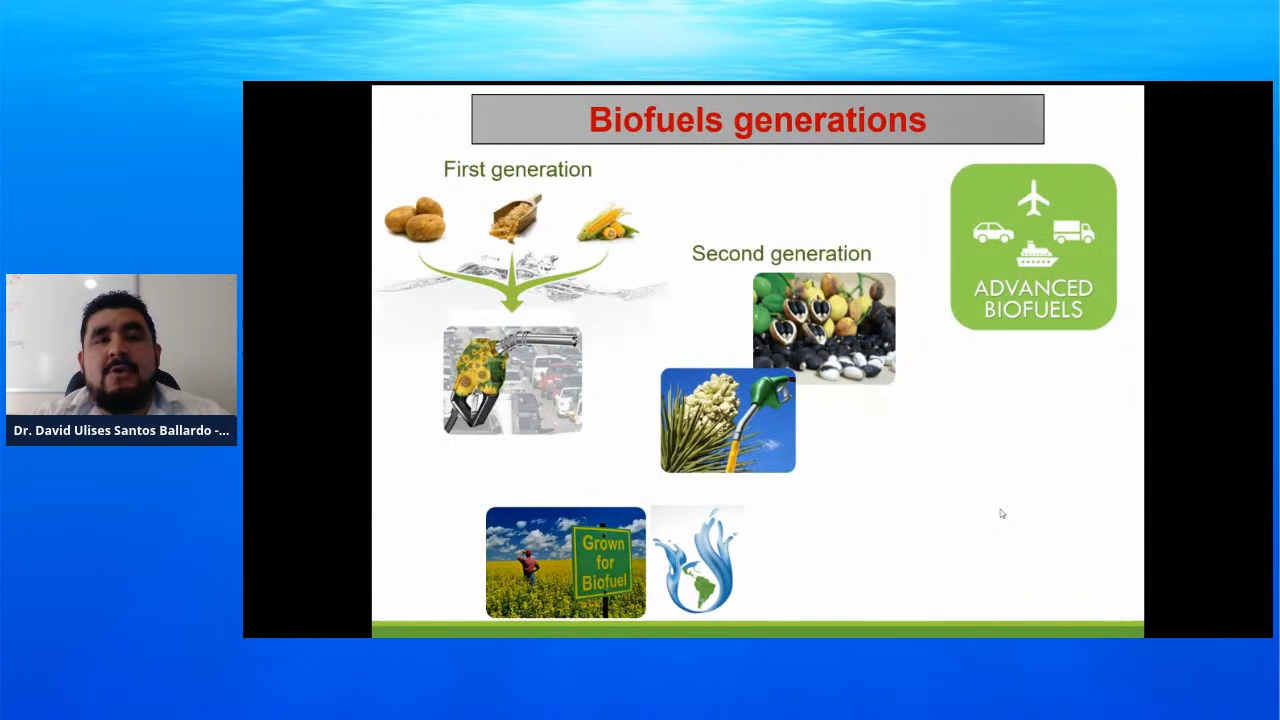 Biofuels generations
First generation
Second generation
ADVANCED
BIOFUELS
Grown
for
Biofuel
Dr. David Ulises Santos Ballardo -...